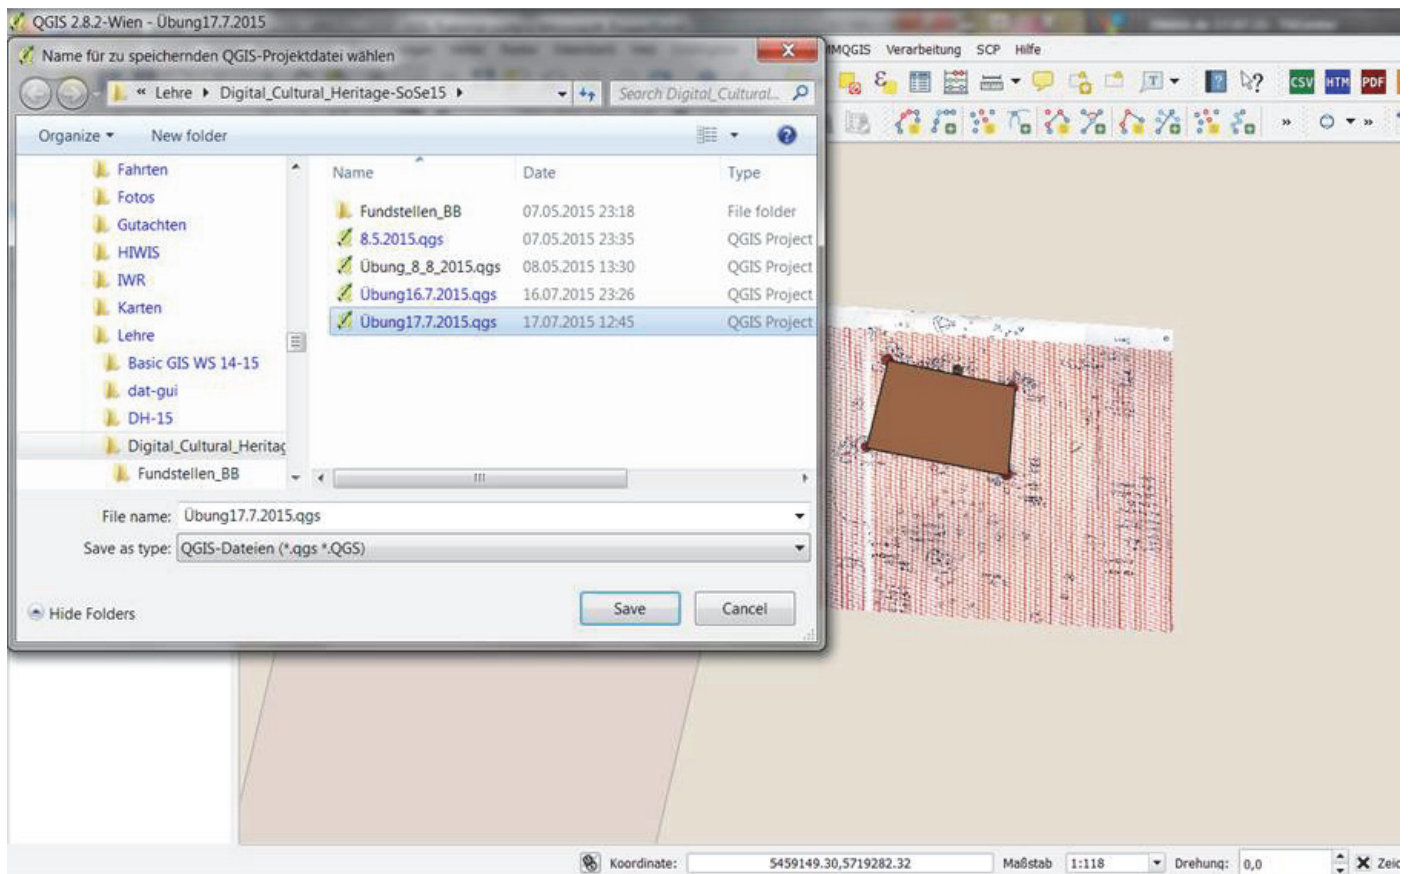 QGIS 2.8.2-Wien - Übung17.7.2015
Name für zu speichernden QGIS-Projektdatei wählen
« Lehre ▸ Digital_Cultural_Heritage-SoSe15 ▸
Search Digital_Cultural...
MMQGIS Verarbeitung SCP Hilfe
CSV HTM PDF
Organize New folder
Name Date Type
Fahrten
Fotos
Gutachten
HIWIS
IWR
Karten
Lehre
Basic GIS WS 14-15
dat-gui
DH-15
Digital_Cultural_Heritag
Fundstellen_BB
Fundstellen_BB 07.05.2015 23:18 File folder
8.5.2015.qgs 07.05.2015 23:35 QGIS Project
Übung_8_8_2015.qgs 08.05.2015 13:30 QGIS Project
Übung16.7.2015.qgs 16.07.2015 23:26 QGIS Project
Übung17.7.2015.qgs 17.07.2015 12:45 QGIS Project
File name: Übung17.7.2015.qgs
Save as type: QGIS-Dateien (*.qgs *.QGS)
Hide Folders Save Cancel
Koordinate: 5459149.30,5719282.32 Maßstab 1:118 Drehung: 0,0 Zeic